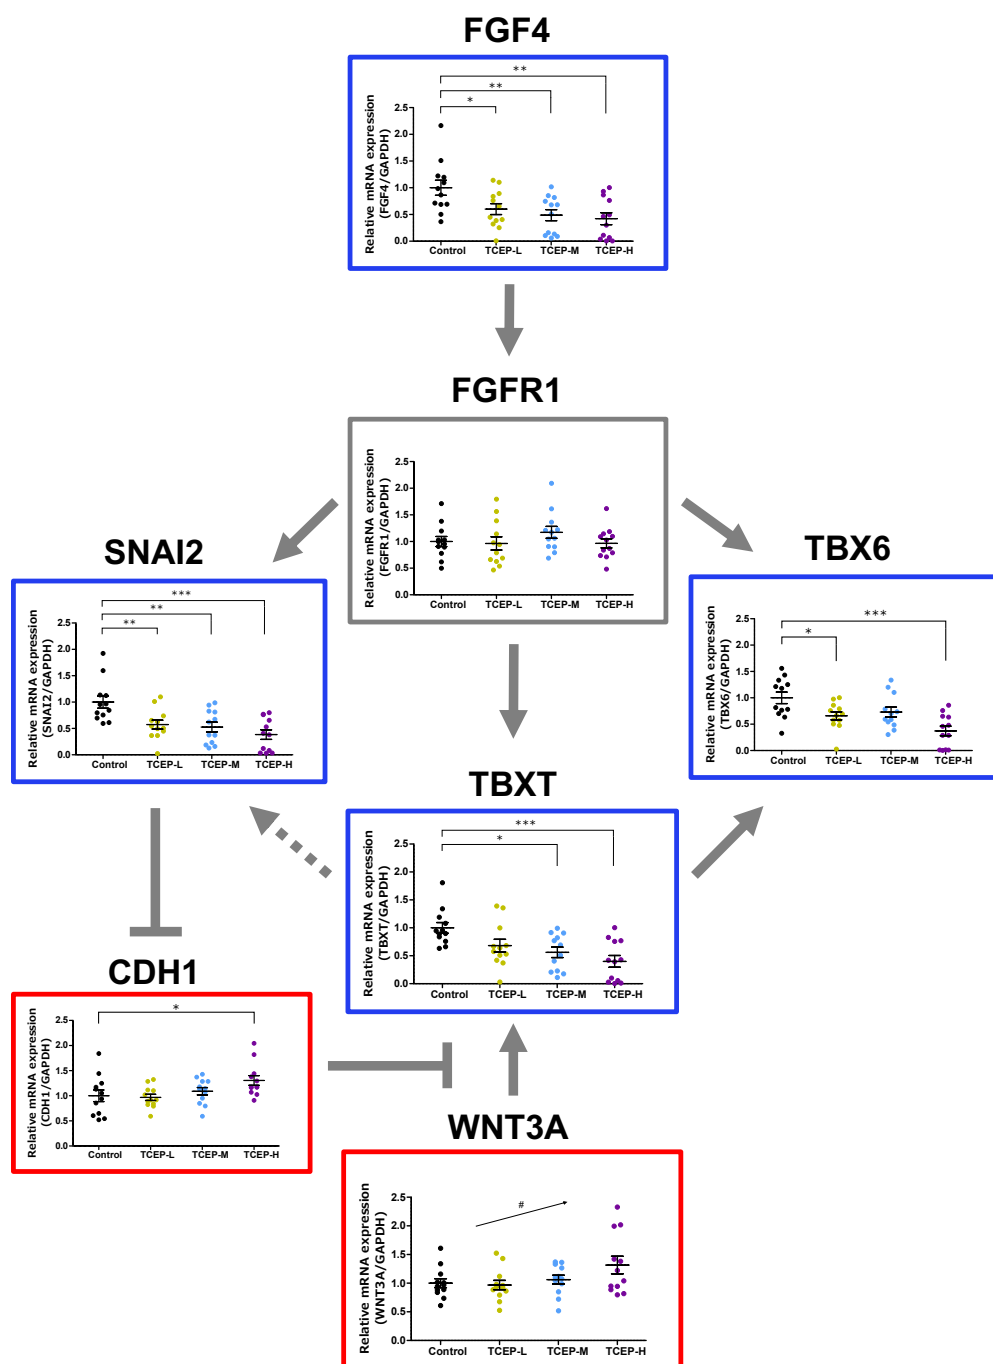 FGF4
**
**
*
Relative mRNA expression
(FGF4/GAPDH)
2.5
2.0
1.5
1.0
0.5
0.0
Control TCEP-L TCEP-M TCEP-H
FGFR1
Relative mRNA expression
(FGFR1/GAPDH)
2.5
2.0
1.5
1.0
0.5
0.0
Control TCEP-L TCEP-M TCEP-H
SNAI2
***
**
**
Relative mRNA expression
(SNAI2/GAPDH)
2.5
2.0
1.5
1.0
0.5
0.0
Control TCEP-L TCEP-M TCEP-H
TBX6
***
*
Relative mRNA expression
(TBX6/GAPDH)
2.5
2.0
1.5
1.0
0.5
0.0
Control TCEP-L TCEP-M TCEP-H
TBXT
***
*
Relative mRNA expression
(TBXT/GAPDH)
2.5
2.0
1.5
1.0
0.5
0.0
Control TCEP-L TCEP-M TCEP-H
CDH1
*
Relative mRNA expression
(CDH1/GAPDH)
2.5
2.0
1.5
1.0
0.5
0.0
Control TCEP-L TCEP-M TCEP-H
WNT3A
#
Relative mRNA expression
(WNT3A/GAPDH)
2.5
2.0
1.5
1.0
0.5
0.0
Control TCEP-L TCEP-M TCEP-H